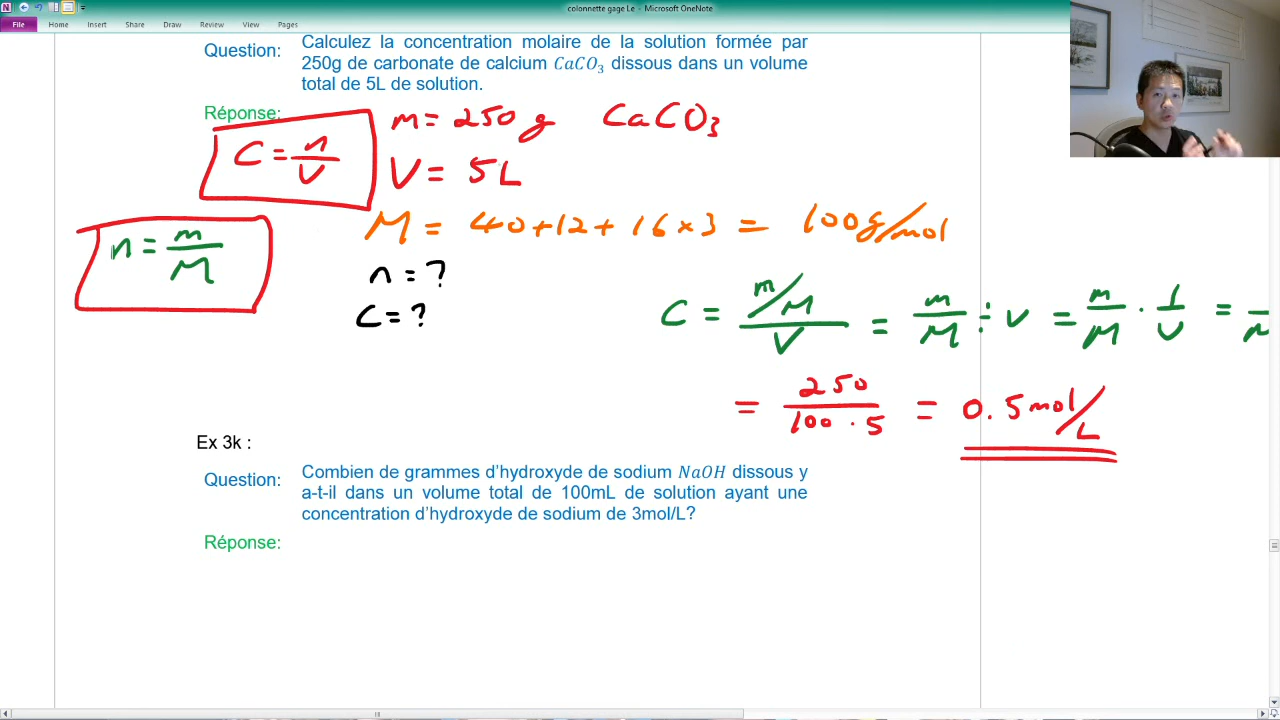 colonnette gage Le - Microsoft OneNote
File Home Insert Share Draw Review View Pages
Question: Calculez la concentration molaire de la solution formée par
250g de carbonate de calcium CaCO₃ dissous dans un volume
total de 5L de solution.
Réponse:
m = 250 g CaCO₃
C = n/V
V = 5L
M = 40+12+16×3 = 100g/mol
n = m/M
n = ?
C = ?
C = (m/M)/V = m/M ÷ V = m/M · 1/V =
= 250/(100 · 5) = 0.5 mol/L
Ex 3k :
Question: Combien de grammes d'hydroxyde de sodium NaOH dissous y
a-t-il dans un volume total de 100mL de solution ayant une
concentration d'hydroxyde de sodium de 3mol/L?
Réponse: